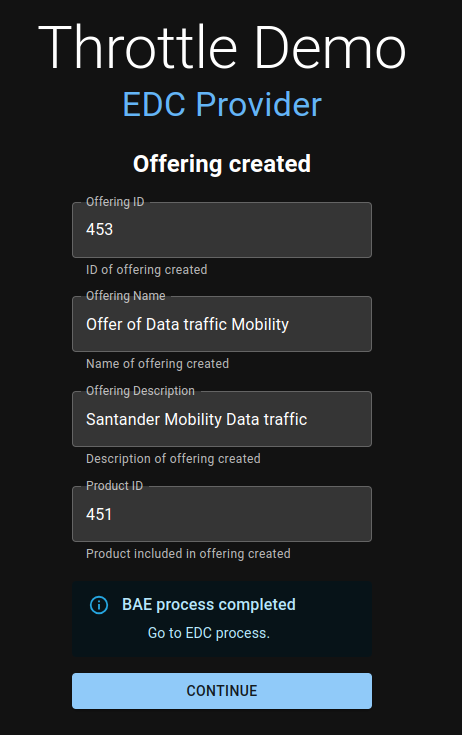 Throttle Demo
EDC Provider
Offering created
Offering ID
453
ID of offering created
Offering Name
Offer of Data traffic Mobility
Name of offering created
Offering Description
Santander Mobility Data traffic
Description of offering created
Product ID
451
Product included in offering created
BAE process completed
Go to EDC process.
CONTINUE